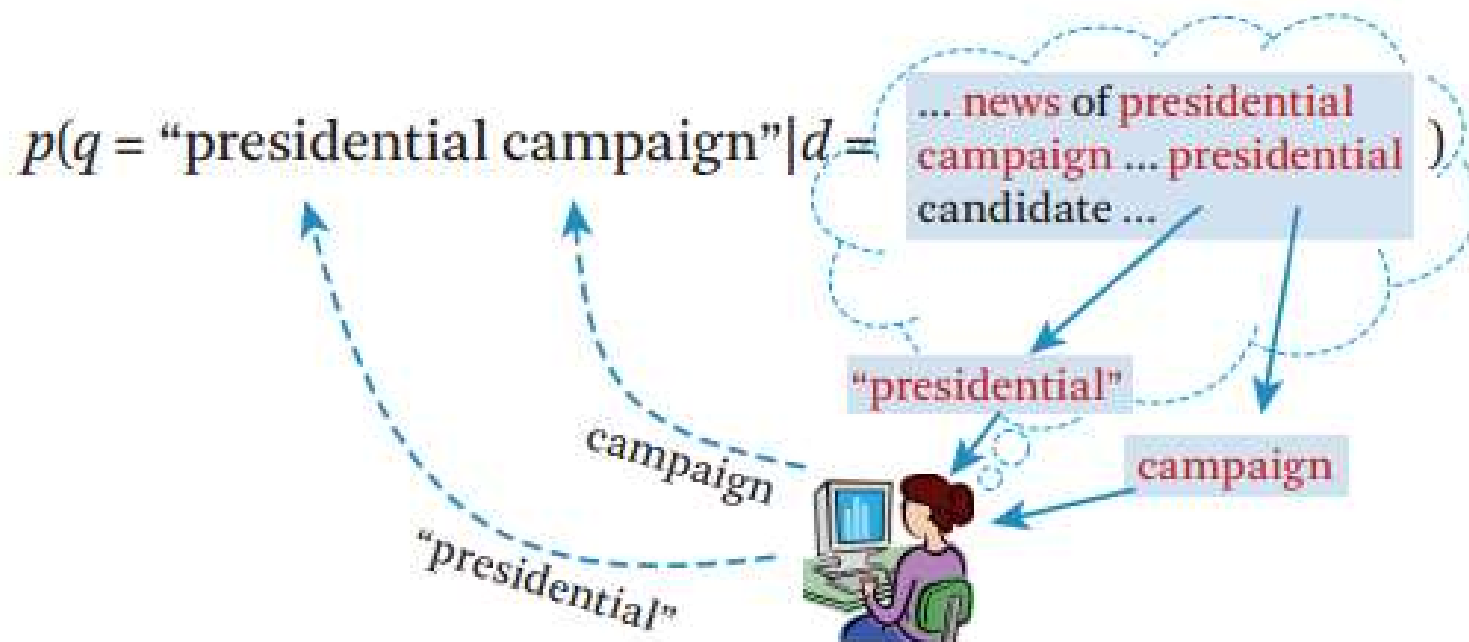 p(q = “presidential campaign”|d = )
... news of presidential
campaign ... presidential
candidate ...
“presidential”
campaign
campaign
“presidential”